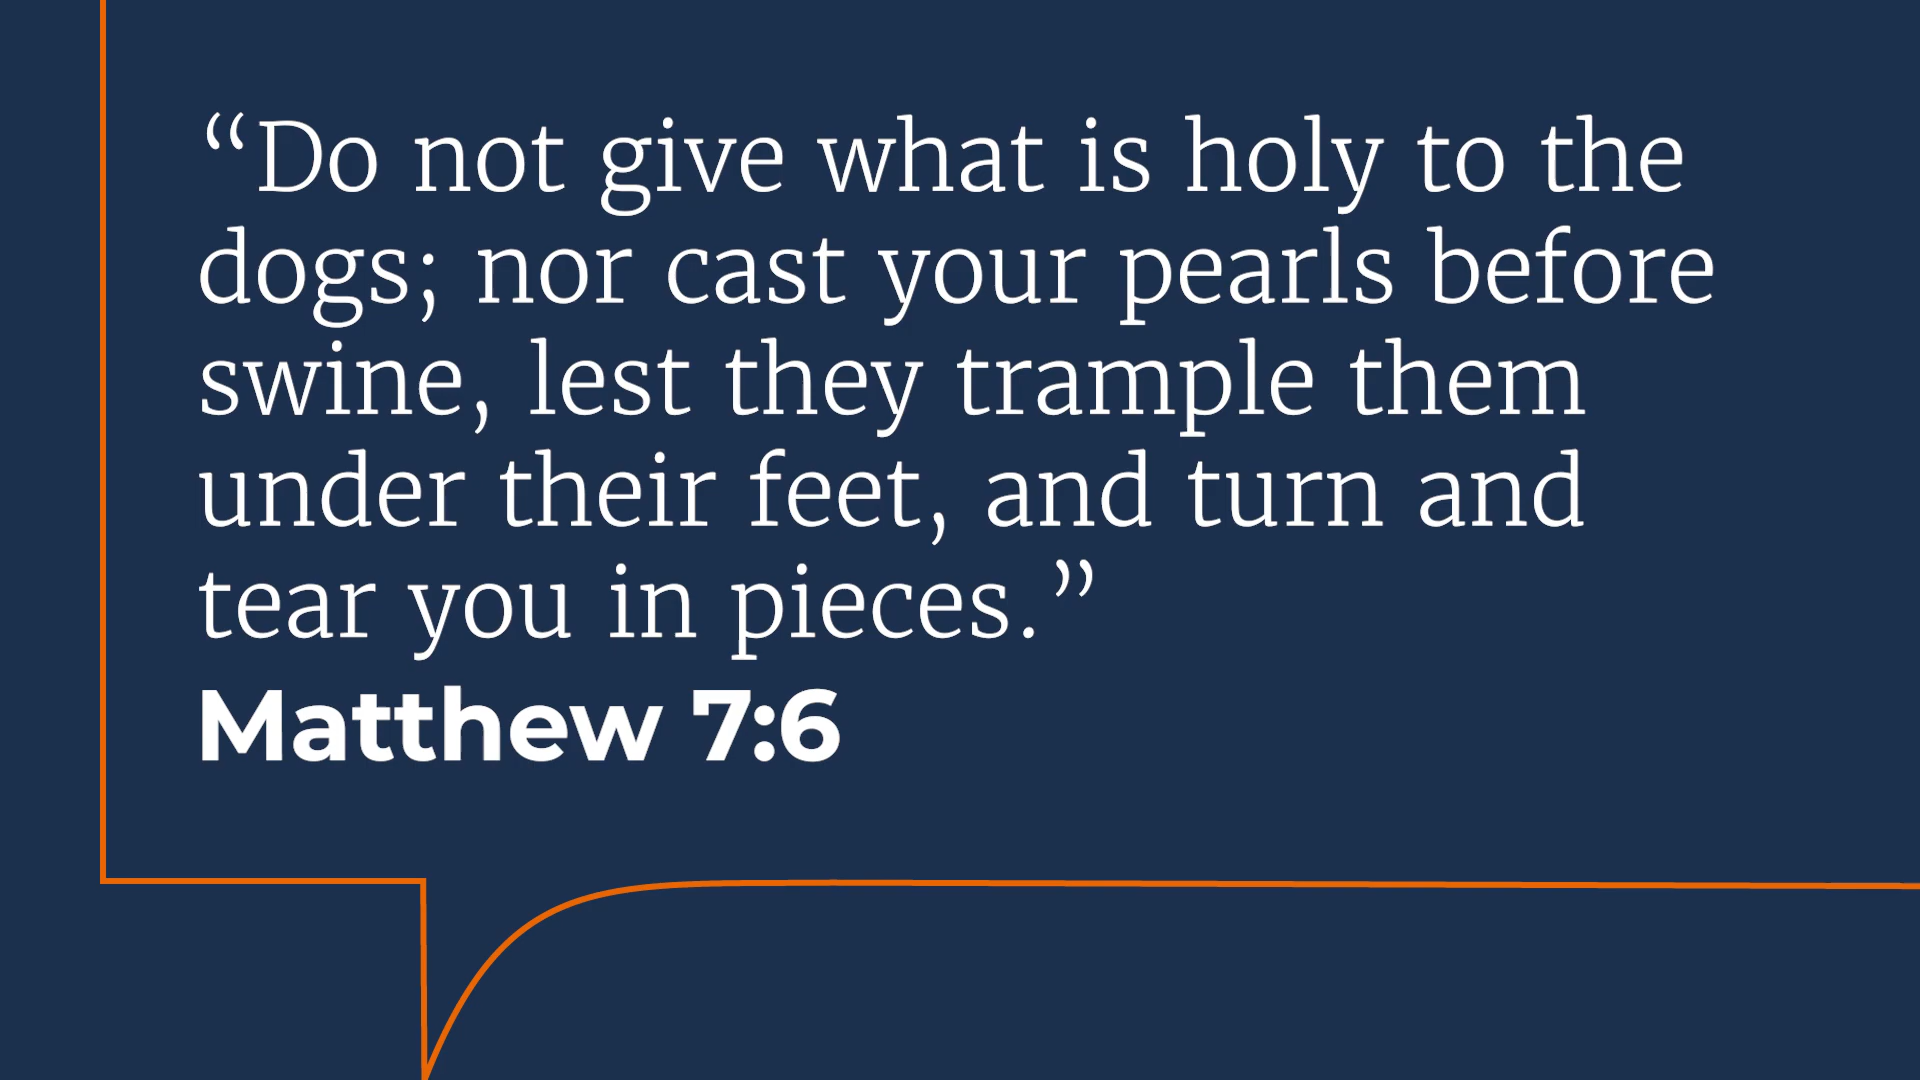 “Do not give what is holy to the
dogs; nor cast your pearls before
swine, lest they trample them
under their feet, and turn and
tear you in pieces.”
Matthew 7:6